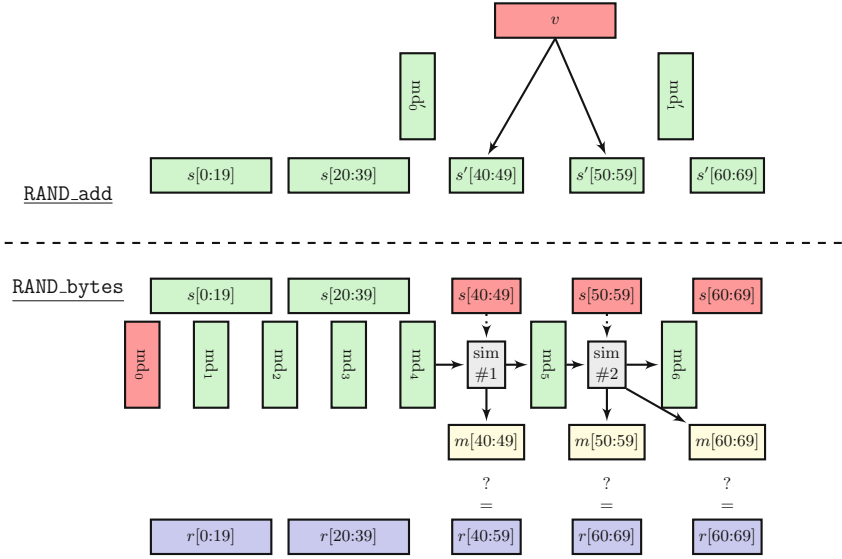 v
md′₀
md′₁
s[0:19] s[20:39] s′[40:49] s′[50:59] s′[60:69]
RAND_add
RAND_bytes
s[0:19] s[20:39] s[40:49] s[50:59] s[60:69]
md₀ md₁ md₂ md₃ md₄ sim #1 md₅ sim #2 md₆
m[40:49] m[50:59] m[60:69]
? ? ?
= = =
r[0:19] r[20:39] r[40:59] r[60:69] r[60:69]